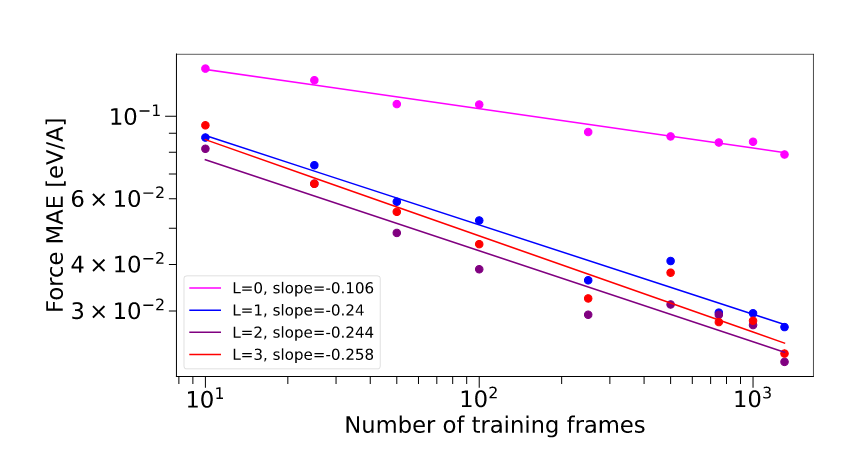 10⁻¹
6 × 10⁻²
4 × 10⁻²
3 × 10⁻²
Force MAE [eV/A]
L=0, slope=-0.106
L=1, slope=-0.24
L=2, slope=-0.244
L=3, slope=-0.258
10¹ 10² 10³
Number of training frames